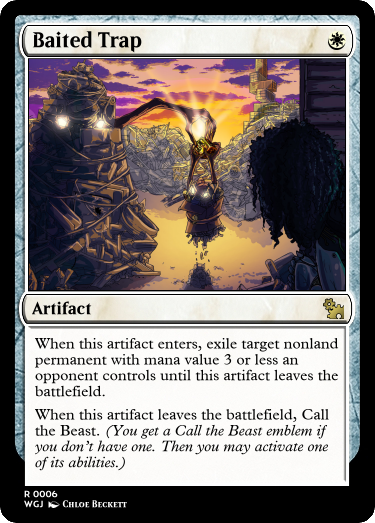 Baited Trap
Artifact
When this artifact enters, exile target nonland
permanent with mana value 3 or less an
opponent controls until this artifact leaves the
battlefield.
When this artifact leaves the battlefield, Call
the Beast. (You get a Call the Beast emblem if
you don't have one. Then you may activate one
of its abilities.)
R 0006
WGJ Chloe Beckett